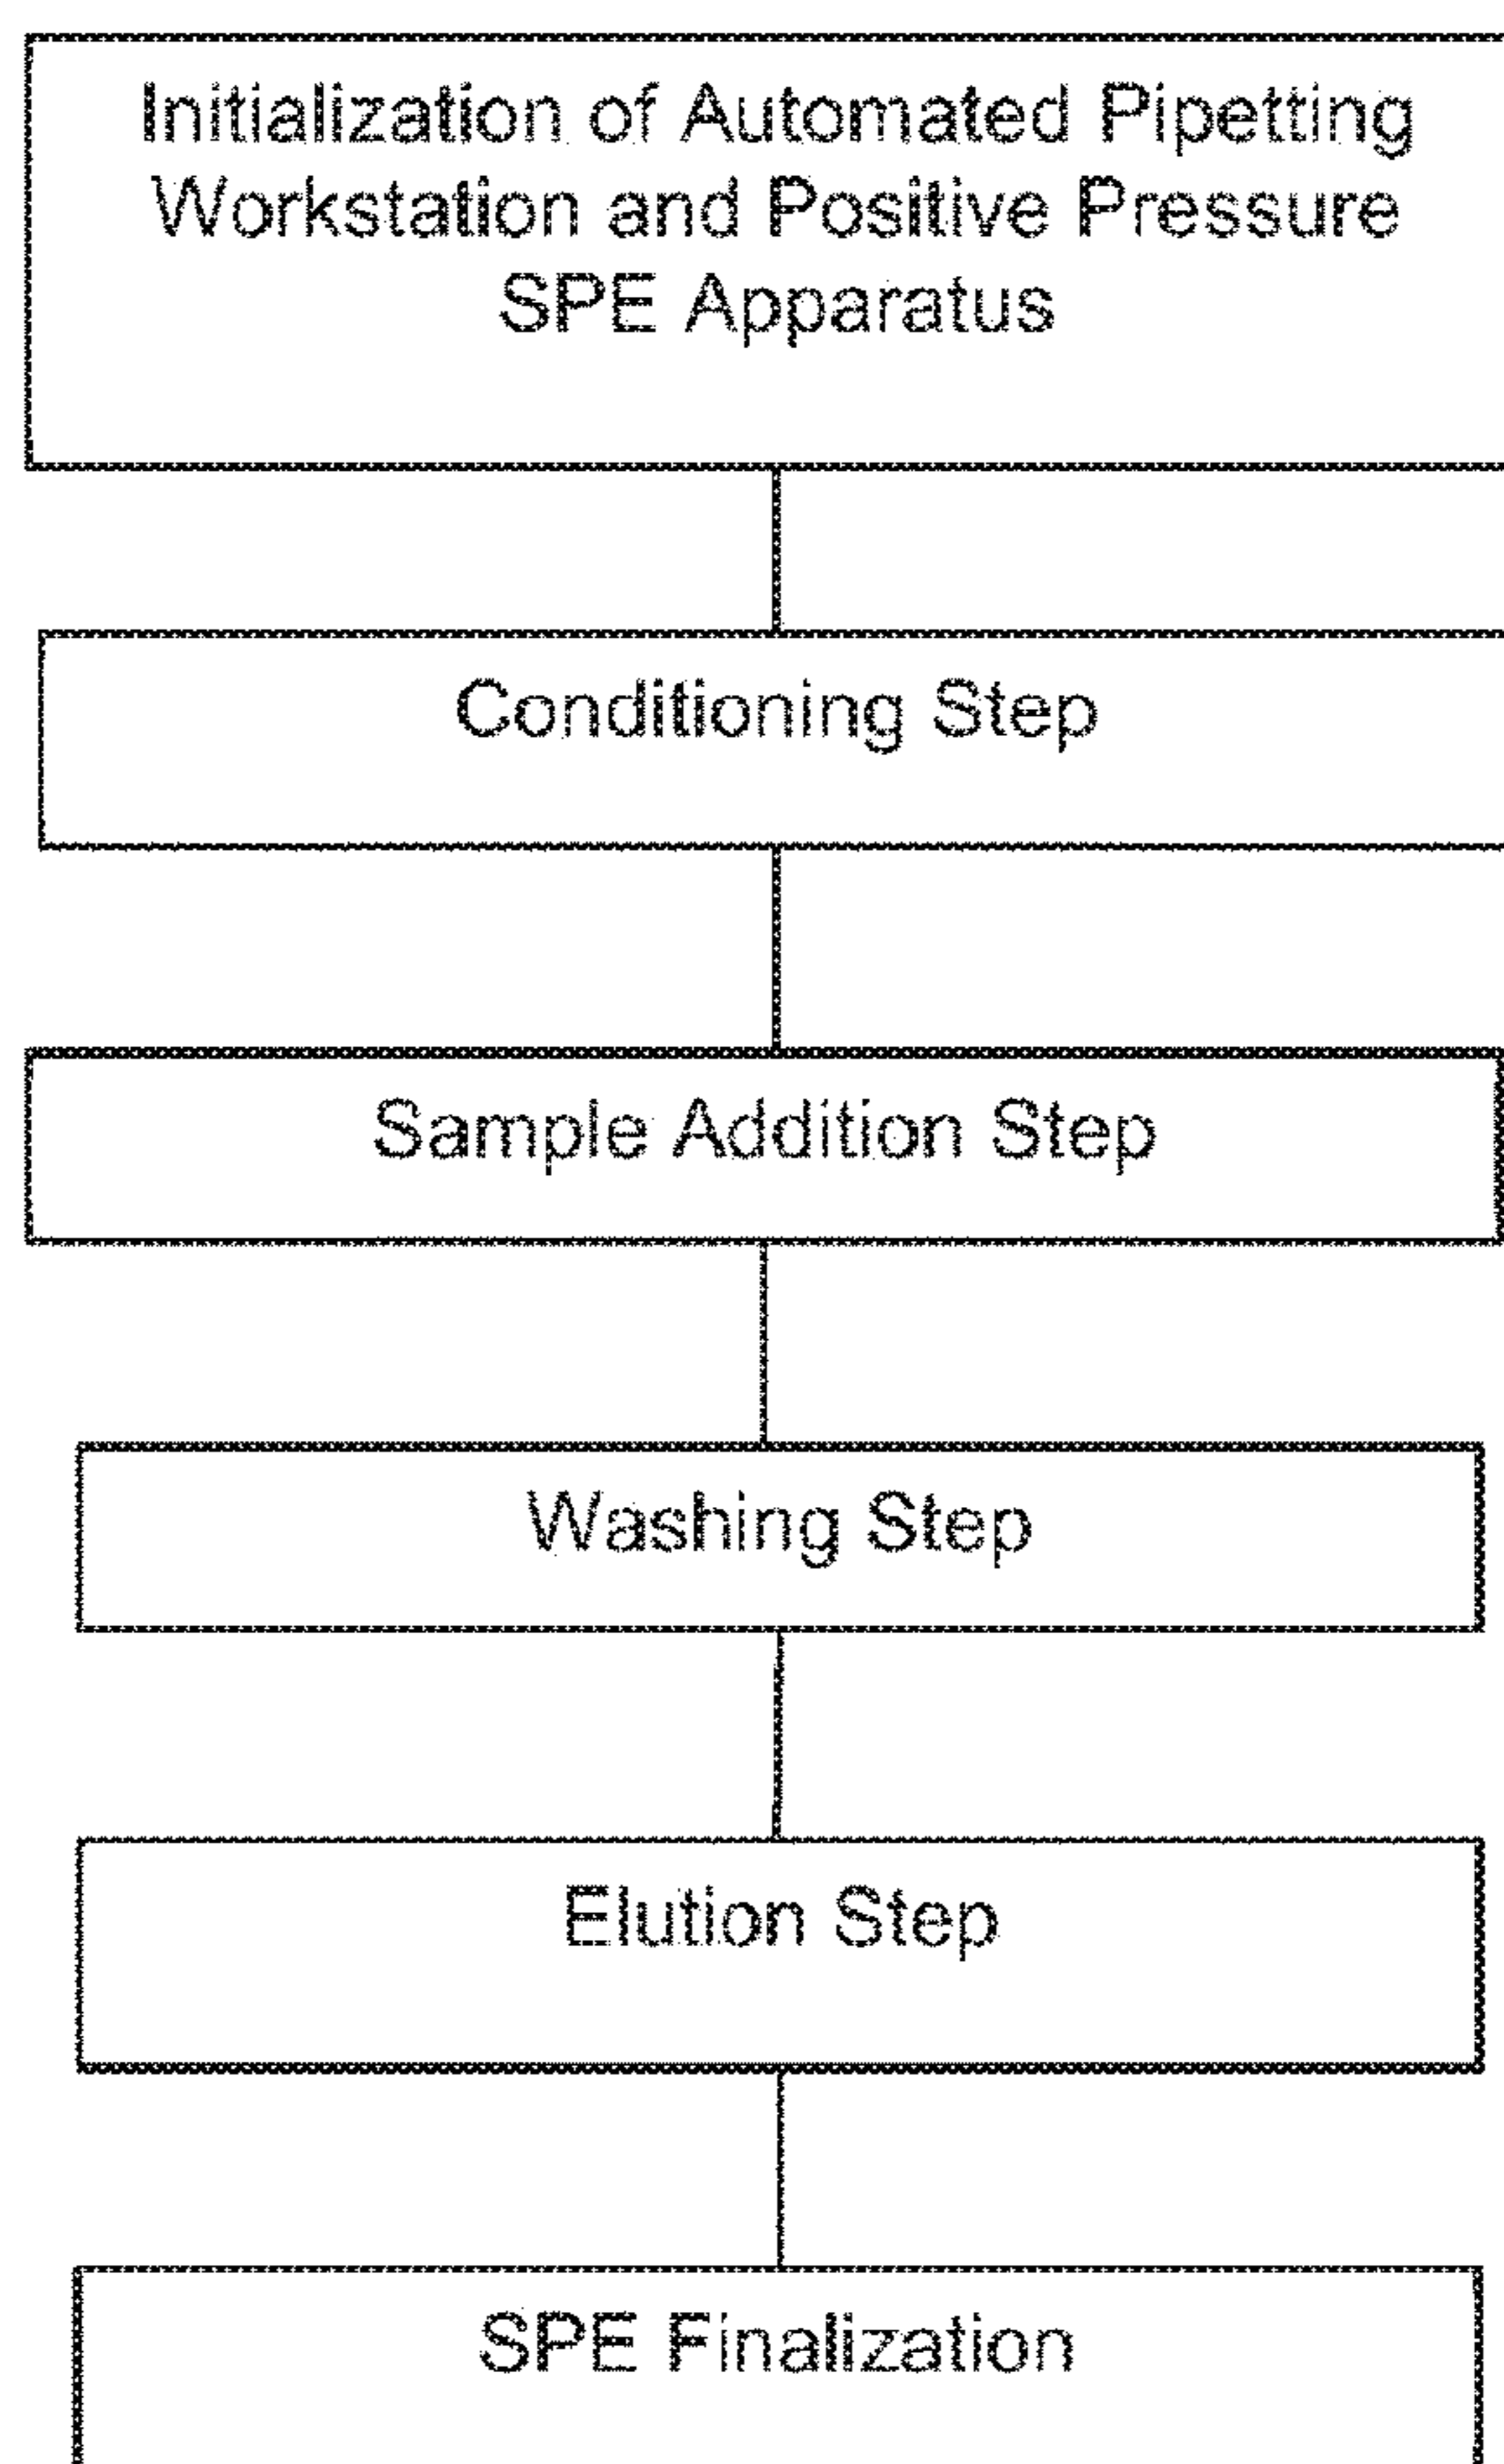 Initialization of Automated Pipetting
Workstation and Positive Pressure
SPE Apparatus
Conditioning Step
Sample Addition Step
Washing Step
Elution Step
SPE Finalization